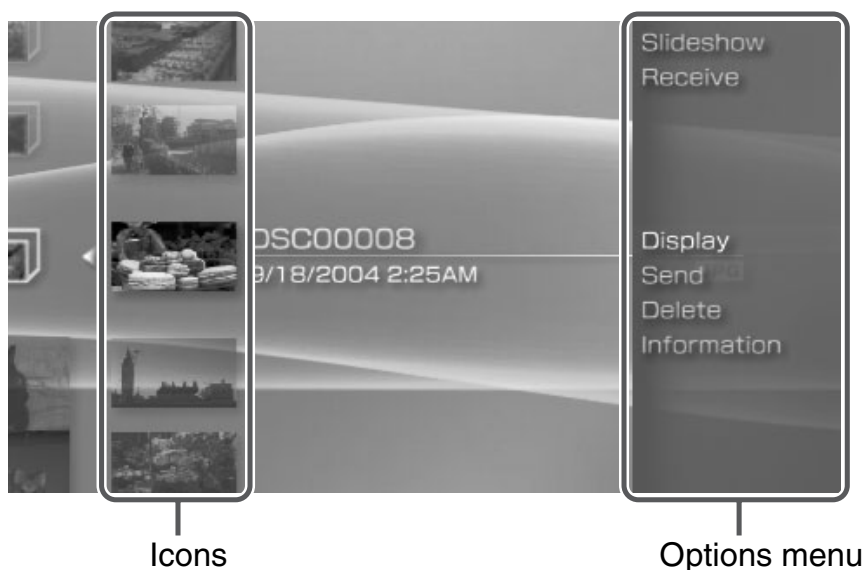 Slideshow
Receive
DSC00008
9/18/2004 2:25AM
Display
Send
Delete
Information
Icons
Options menu